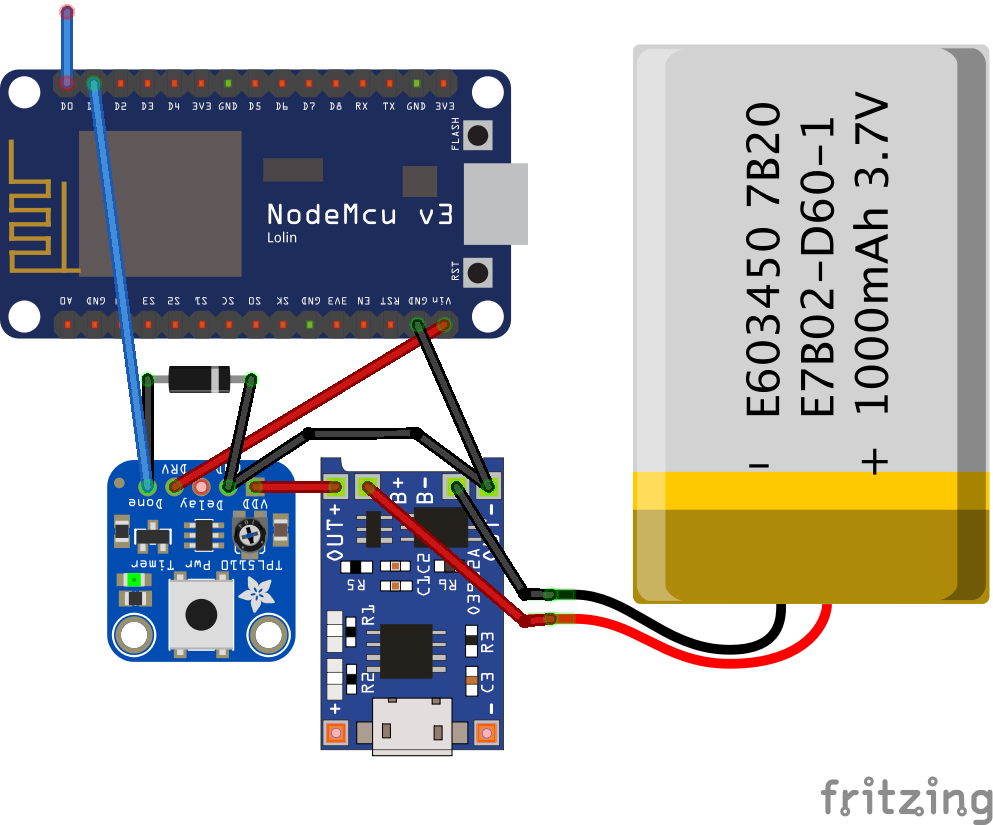 D0 D2 D3 D4 3V3 GND D5 D6 D7 D8 RX TX GND 3V3
FLASH
NodeMcu v3
Lolin
RST
A0 GND S3 S2 S1 SC S0 SK GND 3V3 EN RST GND Vin
DRV
Done Delay VDD
Timer Pwr TPL5110
OUT+ B+ B-
R5 C1 C2 R6
R1
R2
R3
C3
+ -
E603450 7B20
E7B02-D60-1
- + 1000mAh 3.7V
fritzing